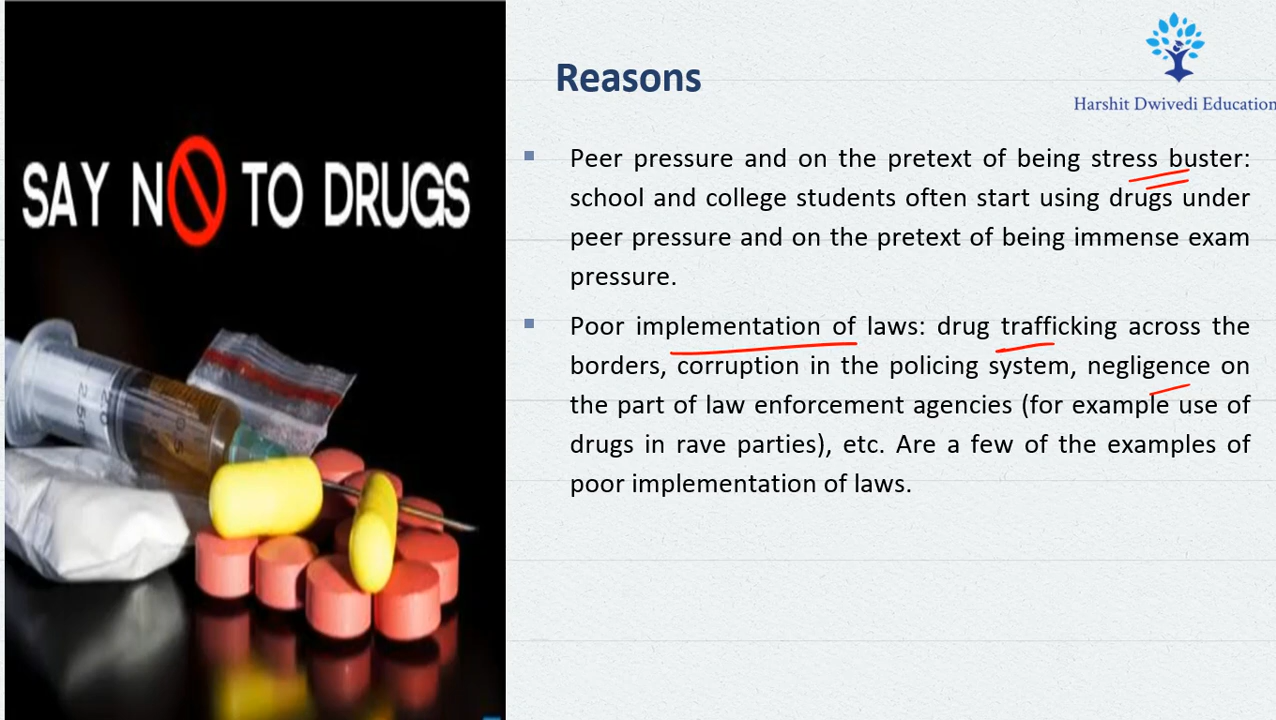 SAY NO TO DRUGS
Reasons
Harshit Dwivedi Education
Peer pressure and on the pretext of being stress buster:
school and college students often start using drugs under
peer pressure and on the pretext of being immense exam
pressure.
Poor implementation of laws: drug trafficking across the
borders, corruption in the policing system, negligence on
the part of law enforcement agencies (for example use of
drugs in rave parties), etc. Are a few of the examples of
poor implementation of laws.